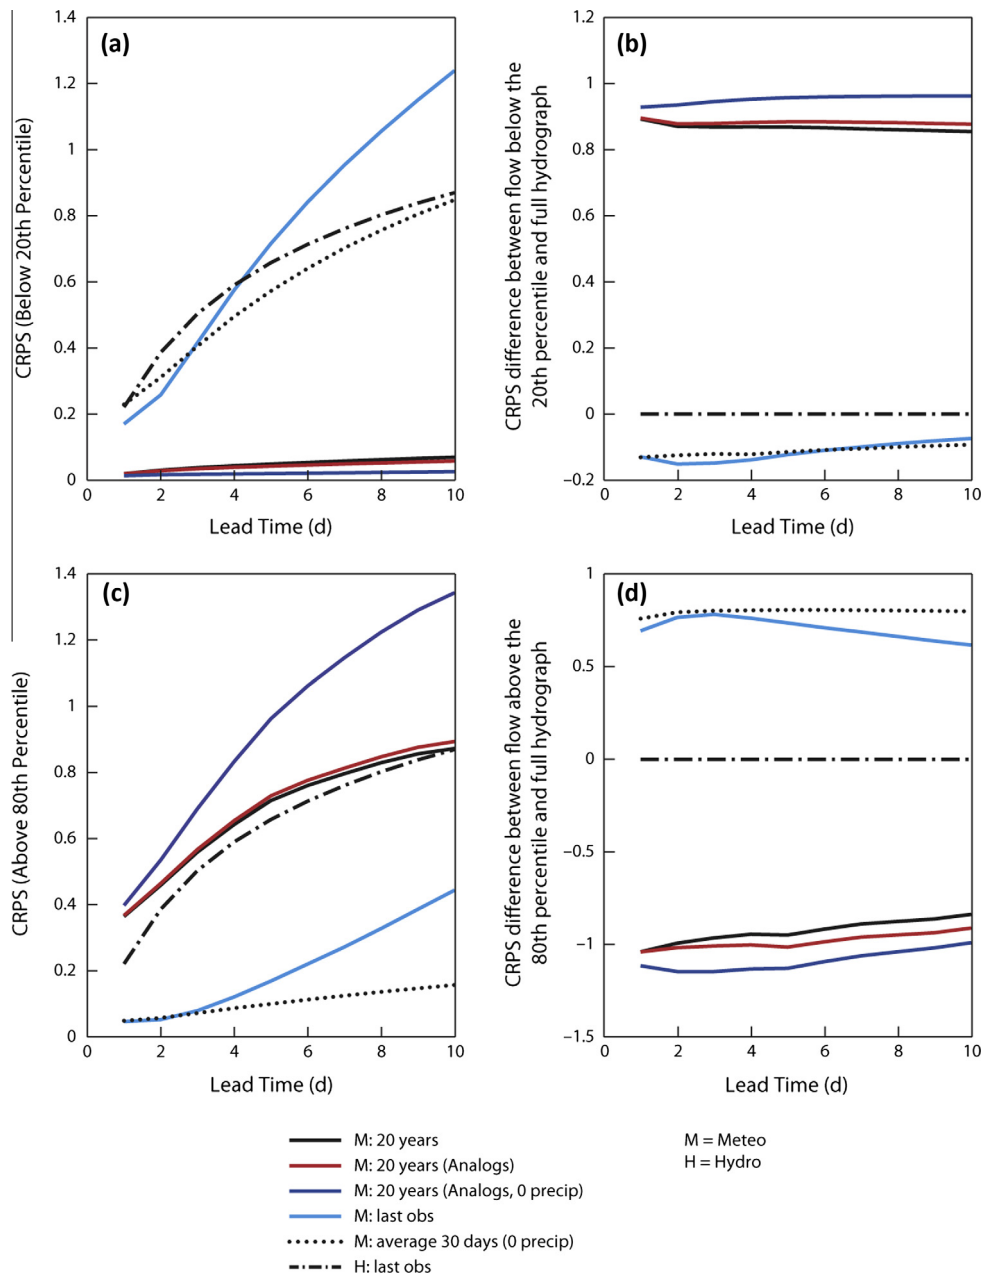 (a)
CRPS (Below 20th Percentile)
1.4
1.2
1
0.8
0.6
0.4
0.2
0
0 2 4 6 8 10
Lead Time (d)
(b)
CRPS difference between flow below the
20th percentile and full hydrograph
1
0.8
0.6
0.4
0.2
0
−0.2
0 2 4 6 8 10
Lead Time (d)
(c)
CRPS (Above 80th Percentile)
1.4
1.2
1
0.8
0.6
0.4
0.2
0
0 2 4 6 8 10
Lead Time (d)
(d)
CRPS difference between flow above the
80th percentile and full hydrograph
1
0.5
0
−0.5
−1
−1.5
0 2 4 6 8 10
Lead Time (d)
M: 20 years
M: 20 years (Analogs)
M: 20 years (Analogs, 0 precip)
M: last obs
M: average 30 days (0 precip)
H: last obs
M = Meteo
H = Hydro